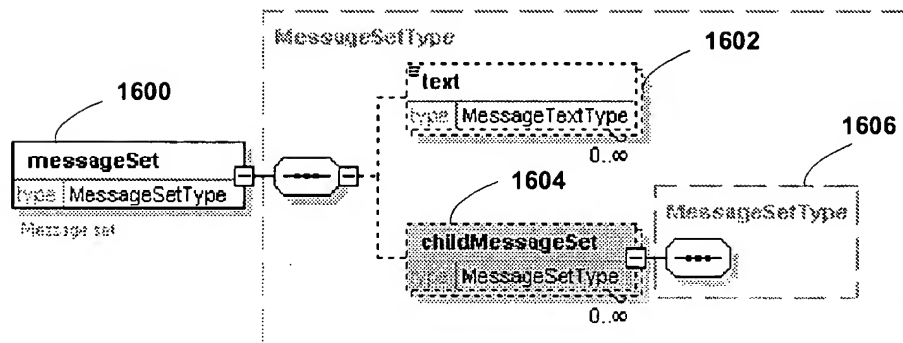 MessageSetType
1602
text
type MessageTextType
0..∞
1600
messageSet
type MessageSetType
Message set
1604
childMessageSet
type MessageSetType
0..∞
1606
MessageSetType